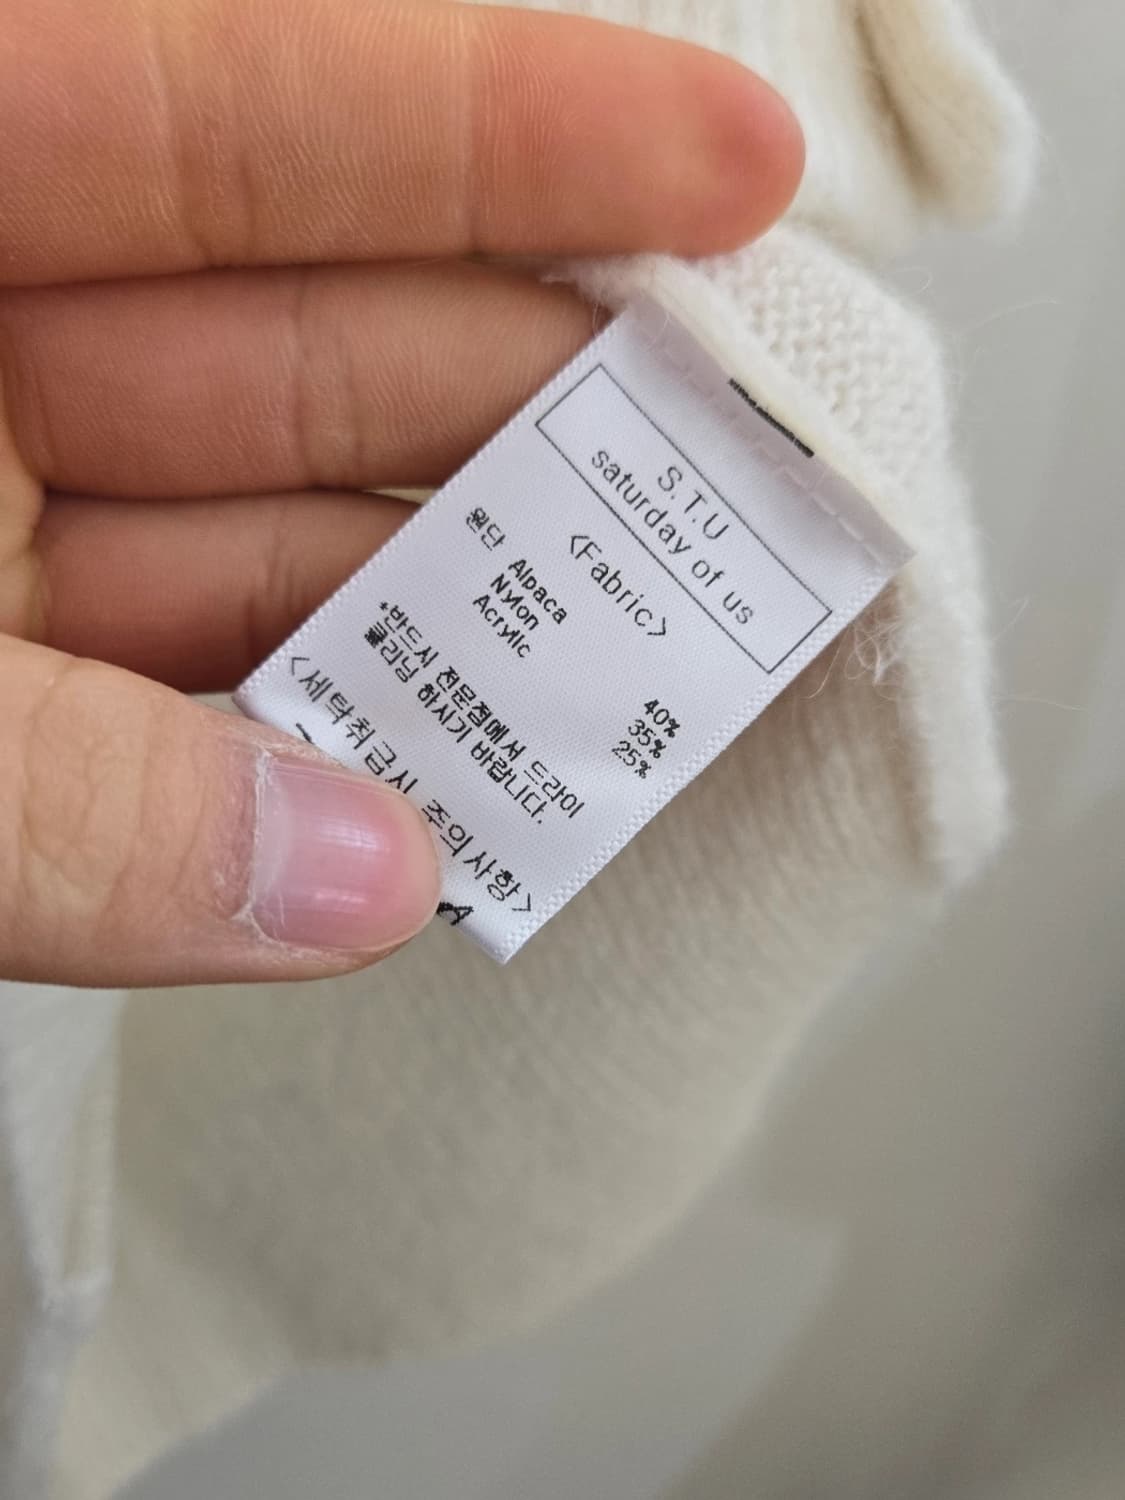 S.T.U
saturday of us
<Fabric>
원단 Alpaca 40%
Nylon 35%
Acrylic 25%
*반드시 전문점에서 드라이
클리닝 하시기 바랍니다.
<세탁취급시 주의사항>